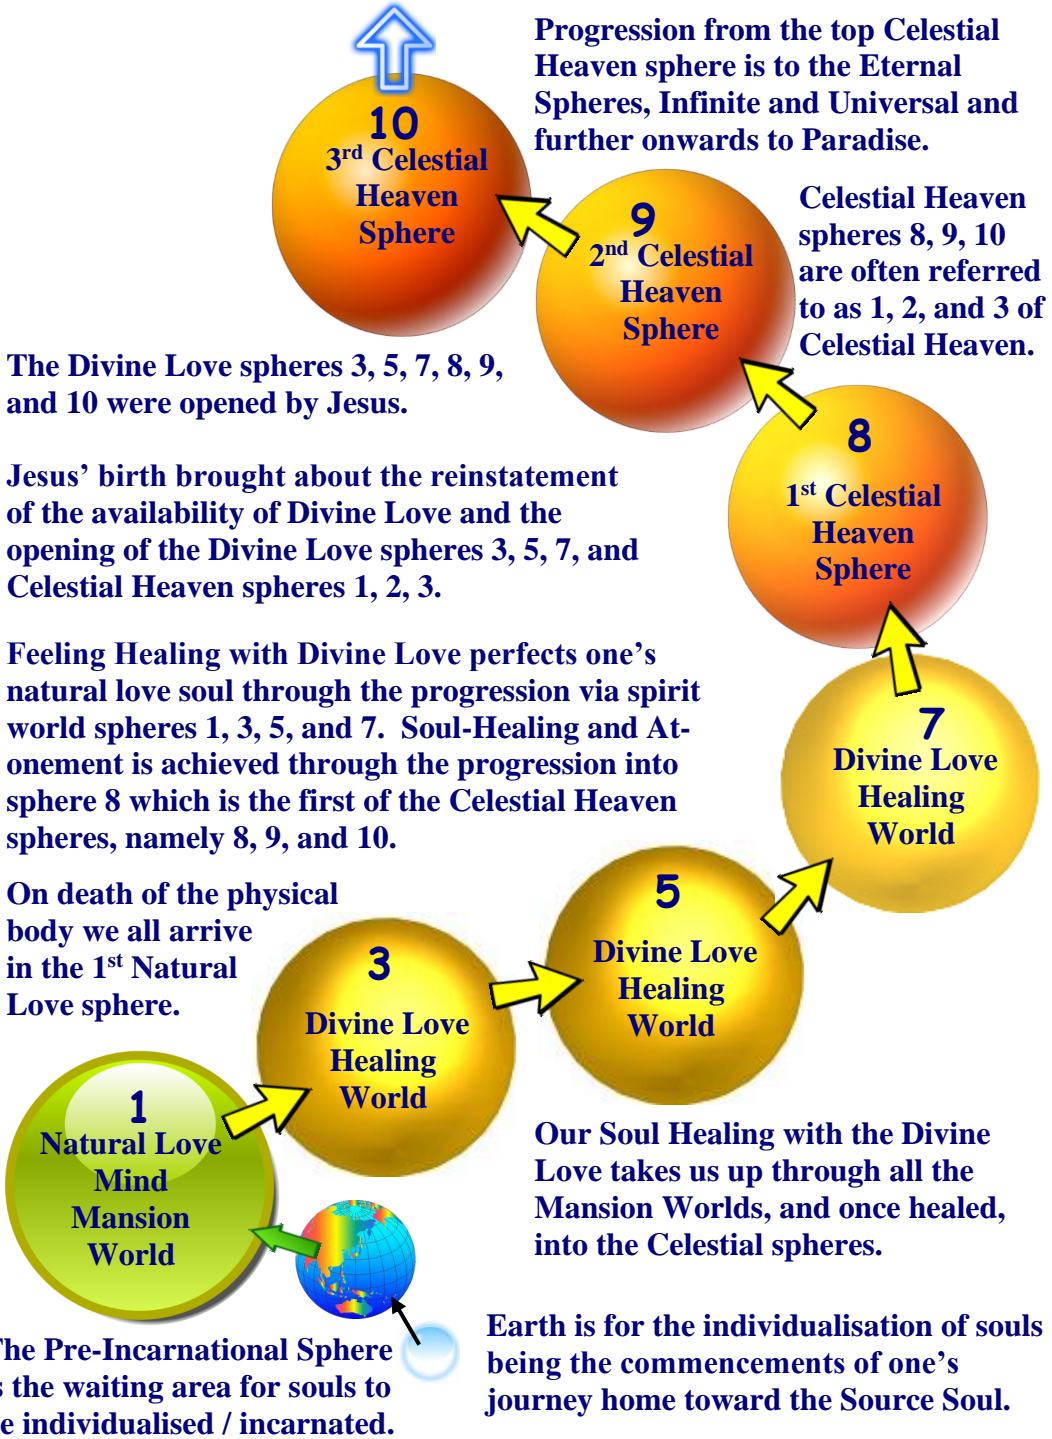 Progression from the top Celestial
Heaven sphere is to the Eternal
Spheres, Infinite and Universal and
further onwards to Paradise.
10
3rd Celestial
Heaven
Sphere
Celestial Heaven
spheres 8, 9, 10
are often referred
to as 1, 2, and 3 of
Celestial Heaven.
9
2nd Celestial
Heaven
Sphere
The Divine Love spheres 3, 5, 7, 8, 9,
and 10 were opened by Jesus.
8
1st Celestial
Heaven
Sphere
Jesus’ birth brought about the reinstatement
of the availability of Divine Love and the
opening of the Divine Love spheres 3, 5, 7, and
Celestial Heaven spheres 1, 2, 3.
Feeling Healing with Divine Love perfects one’s
natural love soul through the progression via spirit
world spheres 1, 3, 5, and 7.  Soul-Healing and At-
onement is achieved through the progression into
sphere 8 which is the first of the Celestial Heaven
spheres, namely 8, 9, and 10.
7
Divine Love
Healing
World
On death of the physical
body we all arrive
in the 1st Natural
Love sphere.
5
Divine Love
Healing
World
3
Divine Love
Healing
World
1
Natural Love
Mind
Mansion
World
Our Soul Healing with the Divine
Love takes us up through all the
Mansion Worlds, and once healed,
into the Celestial spheres.
The Pre-Incarnational Sphere
s the waiting area for souls to
e individualised / incarnated.
Earth is for the individualisation of souls
being the commencements of one’s
journey home toward the Source Soul.